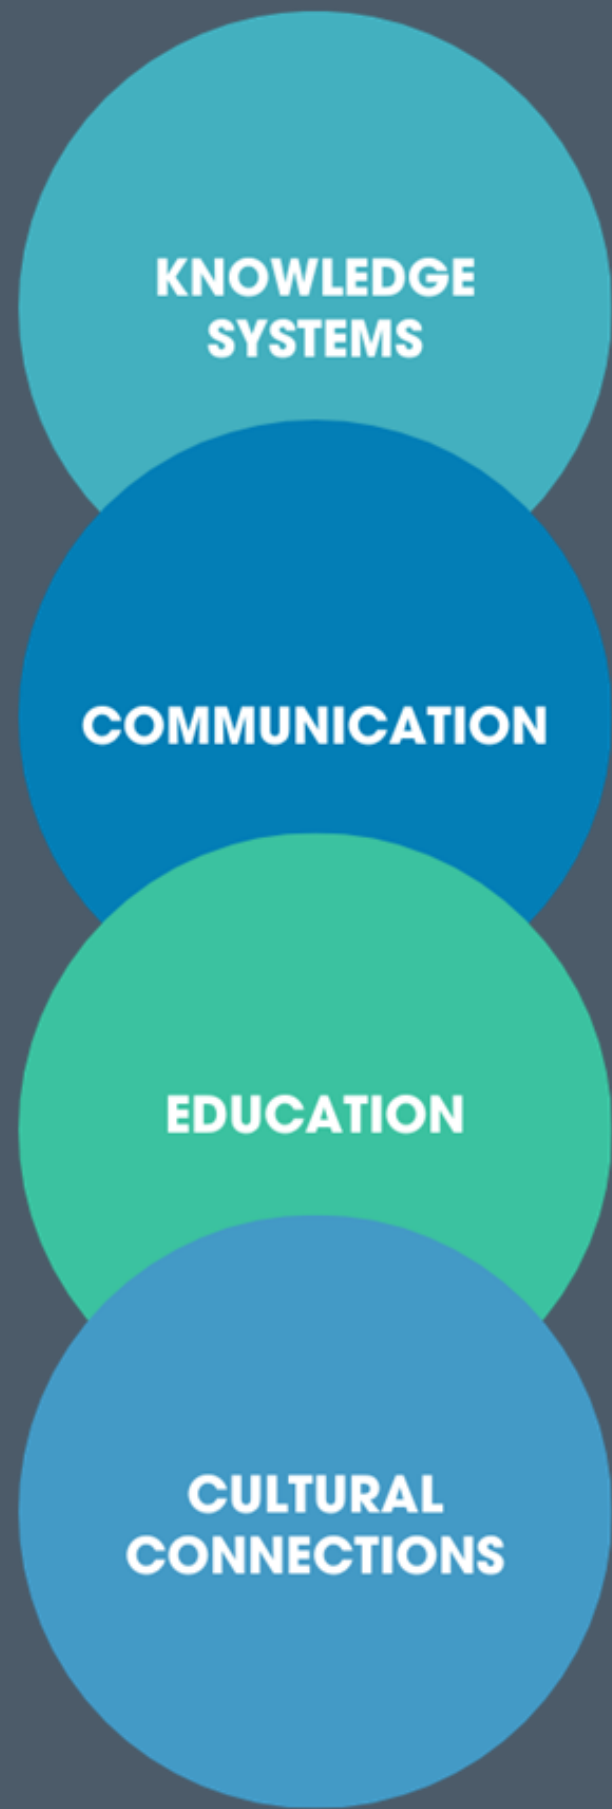 KNOWLEDGE
SYSTEMS
COMMUNICATION
EDUCATION
CULTURAL
CONNECTIONS